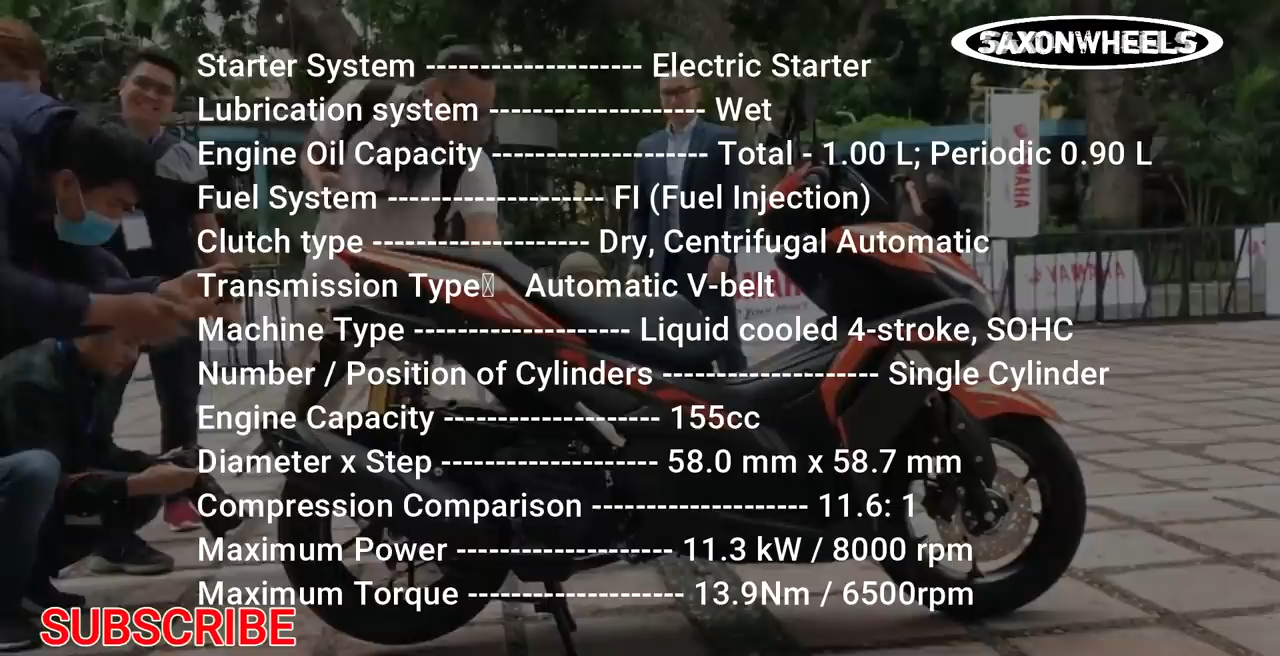 SAXONWHEELS
Starter System -------------------- Electric Starter
Lubrication system -------------------- Wet
Engine Oil Capacity -------------------- Total - 1.00 L; Periodic 0.90 L
Fuel System -------------------- FI (Fuel Injection)
Clutch type -------------------- Dry, Centrifugal Automatic
Transmission Type Automatic V-belt
Machine Type -------------------- Liquid cooled 4-stroke, SOHC
Number / Position of Cylinders -------------------- Single Cylinder
Engine Capacity -------------------- 155cc
Diameter x Step -------------------- 58.0 mm x 58.7 mm
Compression Comparison -------------------- 11.6: 1
Maximum Power -------------------- 11.3 kW / 8000 rpm
Maximum Torque -------------------- 13.9Nm / 6500rpm
SUBSCRIBE
YAMAHA